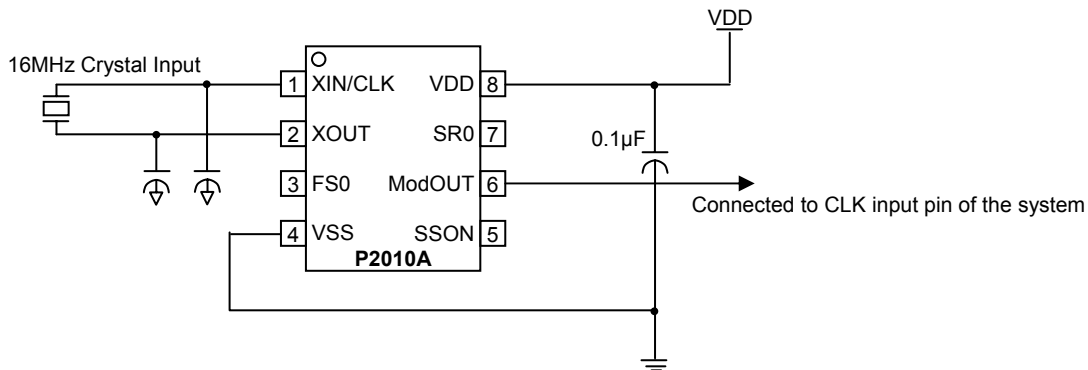 VDD
16MHz Crystal Input
1 XIN/CLK VDD 8
2 XOUT SR0 7
0.1µF
3 FS0 ModOUT 6
Connected to CLK input pin of the system
4 VSS SSON 5
P2010A